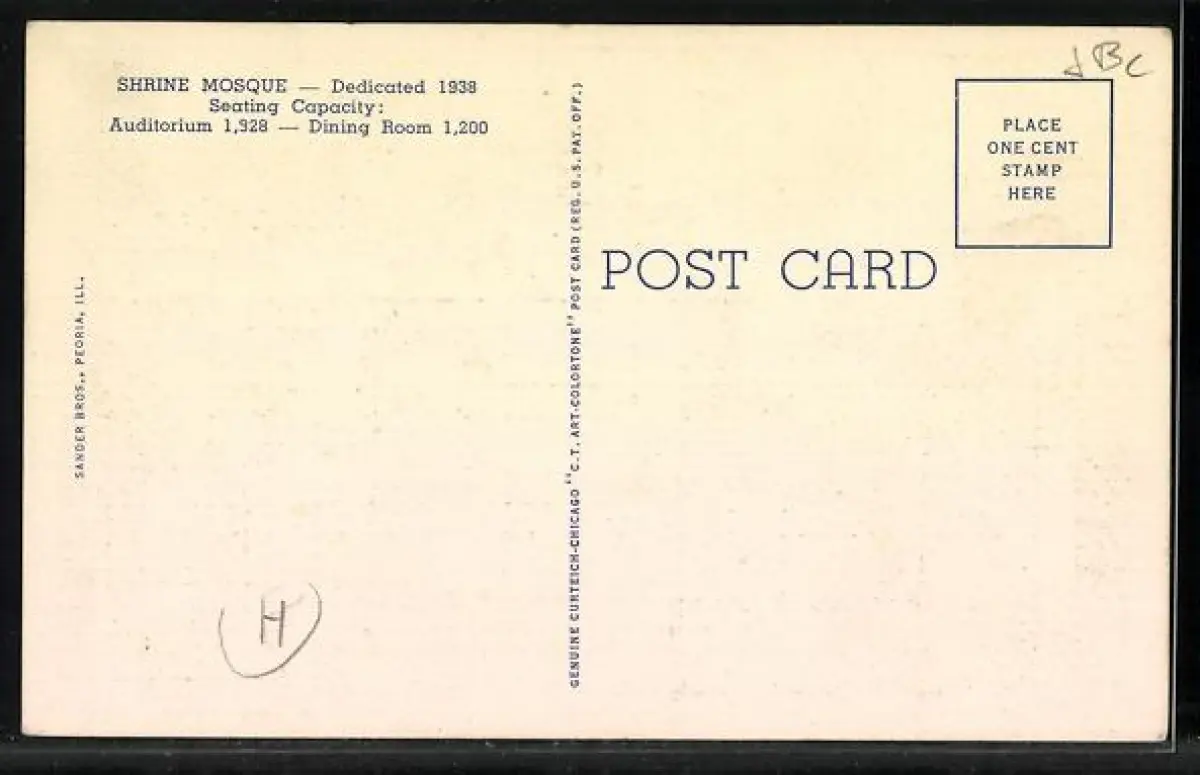 SHRINE MOSQUE — Dedicated 1938
Seating Capacity:
Auditorium 1,928 — Dining Room 1,200
SANDER BROS., PEORIA, ILL.
H
GENUINE CURTEICH-CHICAGO "C.T. ART-COLORTONE" POST CARD (REG. U.S. PAT. OFF.)
POST CARD
PLACE
ONE CENT
STAMP
HERE